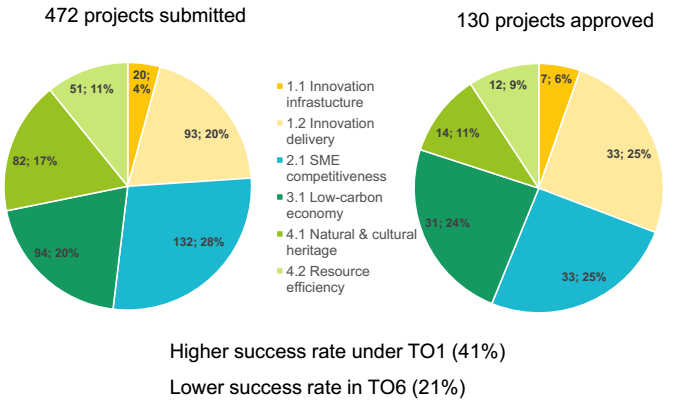 472 projects submitted
130 projects approved
20;
4%
93; 20%
132; 28%
94; 20%
82; 17%
51; 11%
1.1 Innovation
infrastucture
1.2 Innovation
delivery
2.1 SME
competitiveness
3.1 Low-carbon
economy
4.1 Natural & cultural
heritage
4.2 Resource
efficiency
7; 6%
33; 25%
33; 25%
31; 24%
14; 11%
12; 9%
Higher success rate under TO1 (41%)
Lower success rate in TO6 (21%)